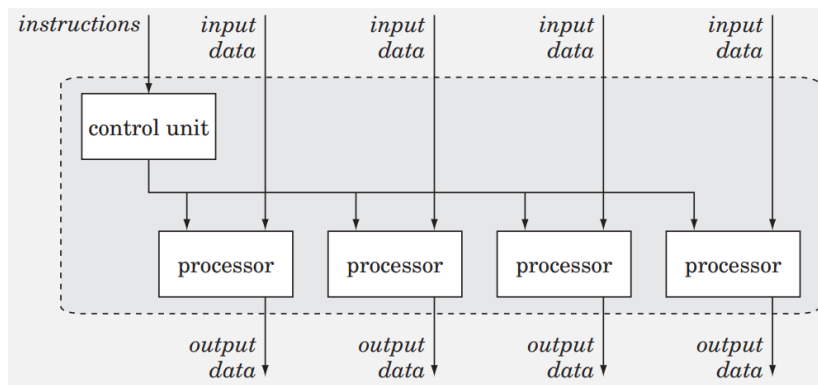 instructions
input
data
input
data
input
data
input
data
control unit
processor
processor
processor
processor
output
data
output
data
output
data
output
data